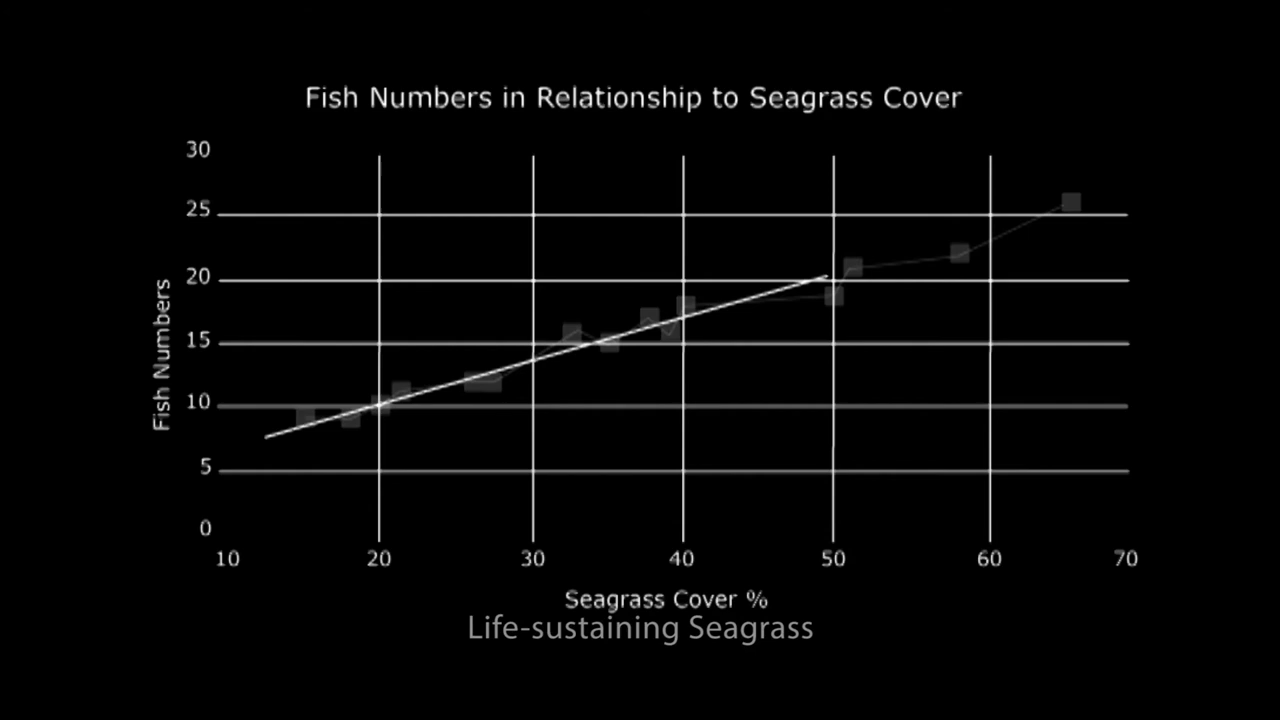 Fish Numbers in Relationship to Seagrass Cover
30
25
20
15
10
5
0
Fish Numbers
10 20 30 40 50 60 70
Seagrass Cover %
Life-sustaining Seagrass